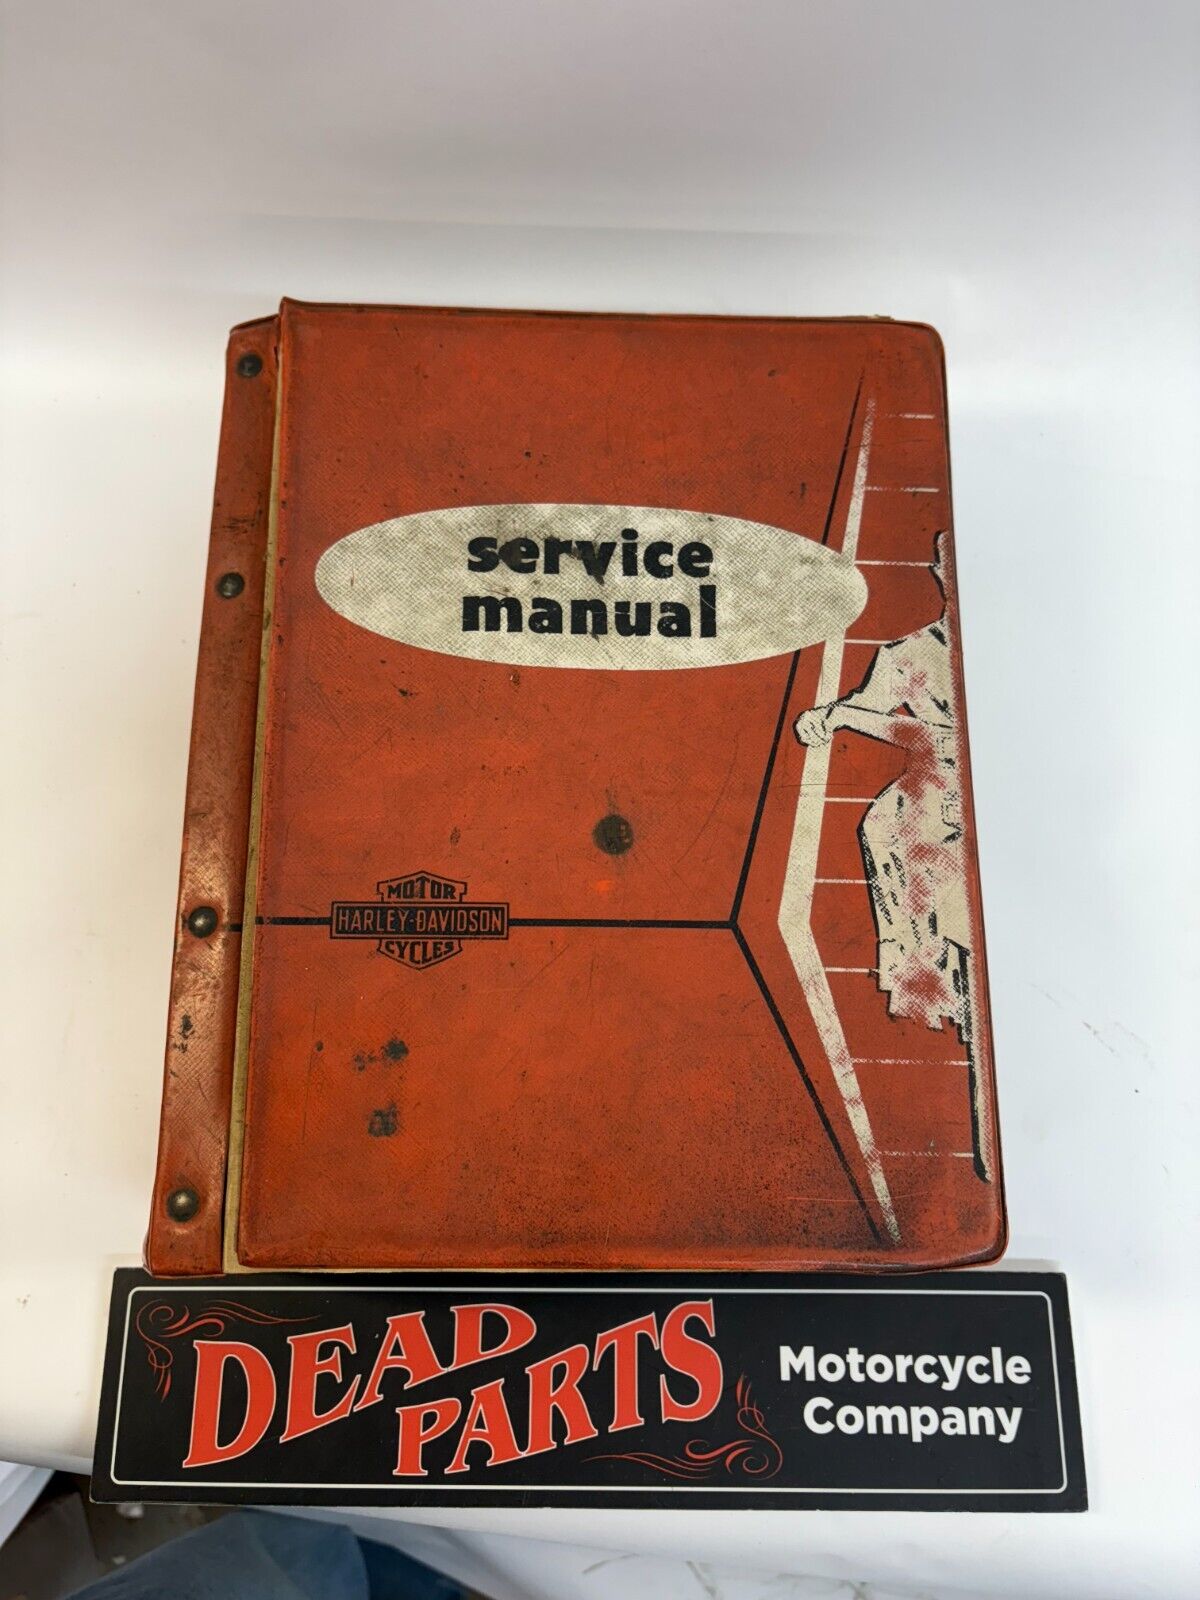 service
manual
MOTOR
HARLEY-DAVIDSON
CYCLES
DEAD
PARTS
Motorcycle
Company